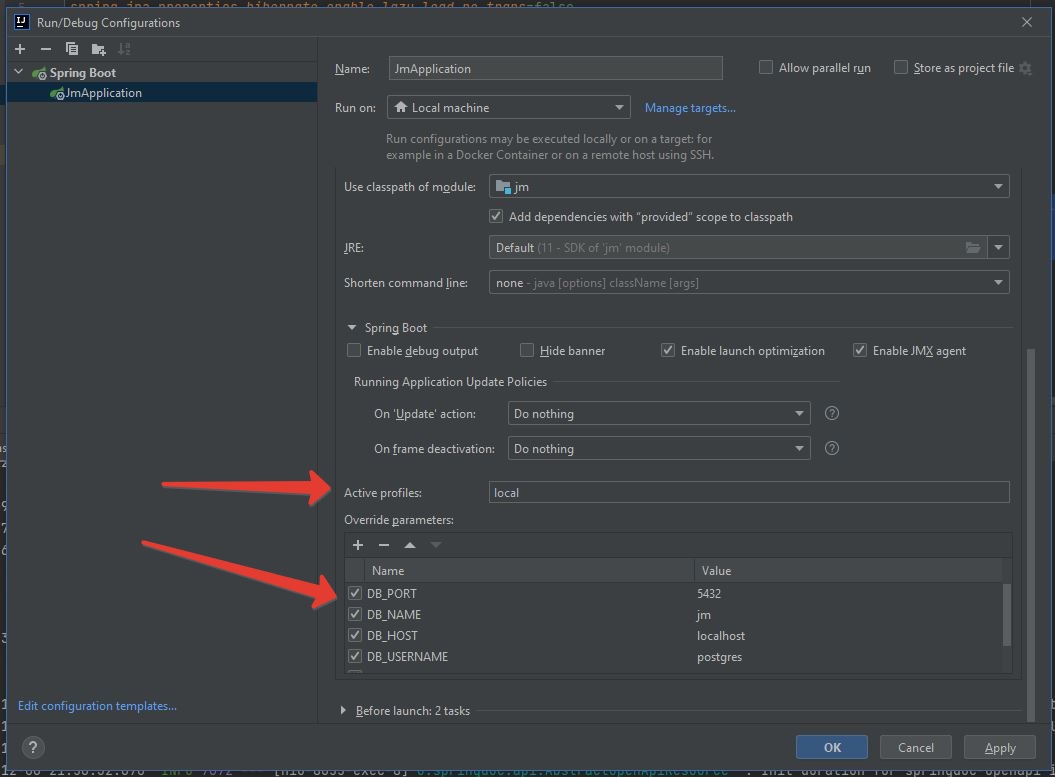 spring.jpa.properties.hibernate.enable_lazy_load_no_trans=false
Run/Debug Configurations
Spring Boot
JmApplication
Name: JmApplication Allow parallel run Store as project file
Run on: Local machine Manage targets...
Run configurations may be executed locally or on a target: for
example in a Docker Container or on a remote host using SSH.
Use classpath of module: jm
Add dependencies with “provided” scope to classpath
JRE: Default (11 - SDK of 'jm' module)
Shorten command line: none - java [options] className [args]
Spring Boot
Enable debug output Hide banner Enable launch optimization Enable JMX agent
Running Application Update Policies
On 'Update' action: Do nothing
On frame deactivation: Do nothing
Active profiles: local
Override parameters:
Name Value
DB_PORT 5432
DB_NAME jm
DB_HOST localhost
DB_USERNAME postgres
Edit configuration templates...
Before launch: 2 tasks
? OK Cancel Apply